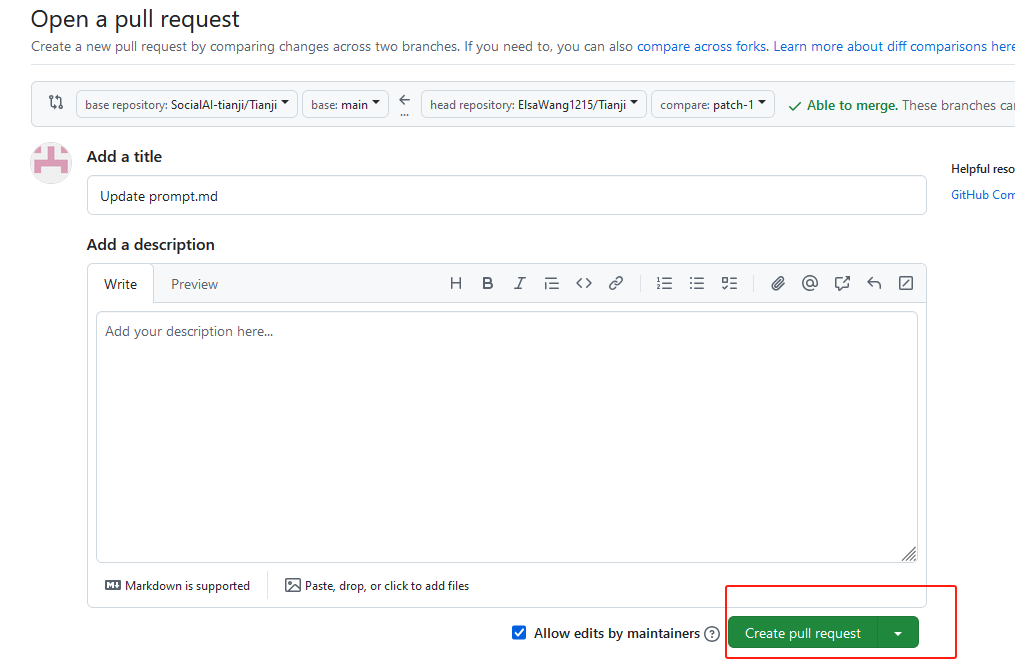 Open a pull request
Create a new pull request by comparing changes across two branches. If you need to, you can also compare across forks. Learn more about diff comparisons here
base repository: SocialAI-tianji/Tianji base: main head repository: ElsaWang1215/Tianji compare: patch-1 Able to merge. These branches
Add a title
Helpful
Update prompt.md
GitHub
Add a description
Write Preview
Add your description here...
Markdown is supported Paste, drop, or click to add files
Allow edits by maintainers Create pull request